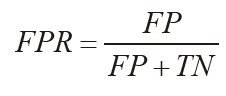 FPR = FP / (FP + TN)